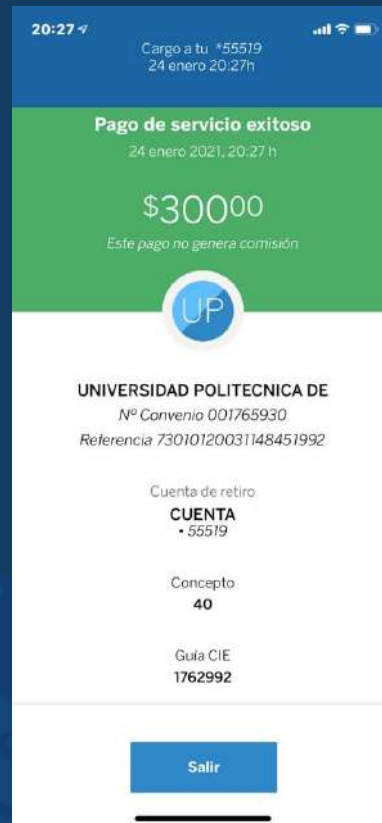 20:27
Cargo a tu *55519
24 enero 20:27h
Pago de servicio exitoso
24 enero 2021, 20:27 h
$30000
Este pago no genera comisión
UP
UNIVERSIDAD POLITECNICA DE
Nº Convenio 001765930
Referencia 73010120031148451992
Cuenta de retiro
CUENTA
• 55519
Concepto
40
Guía CIE
1762992
Salir